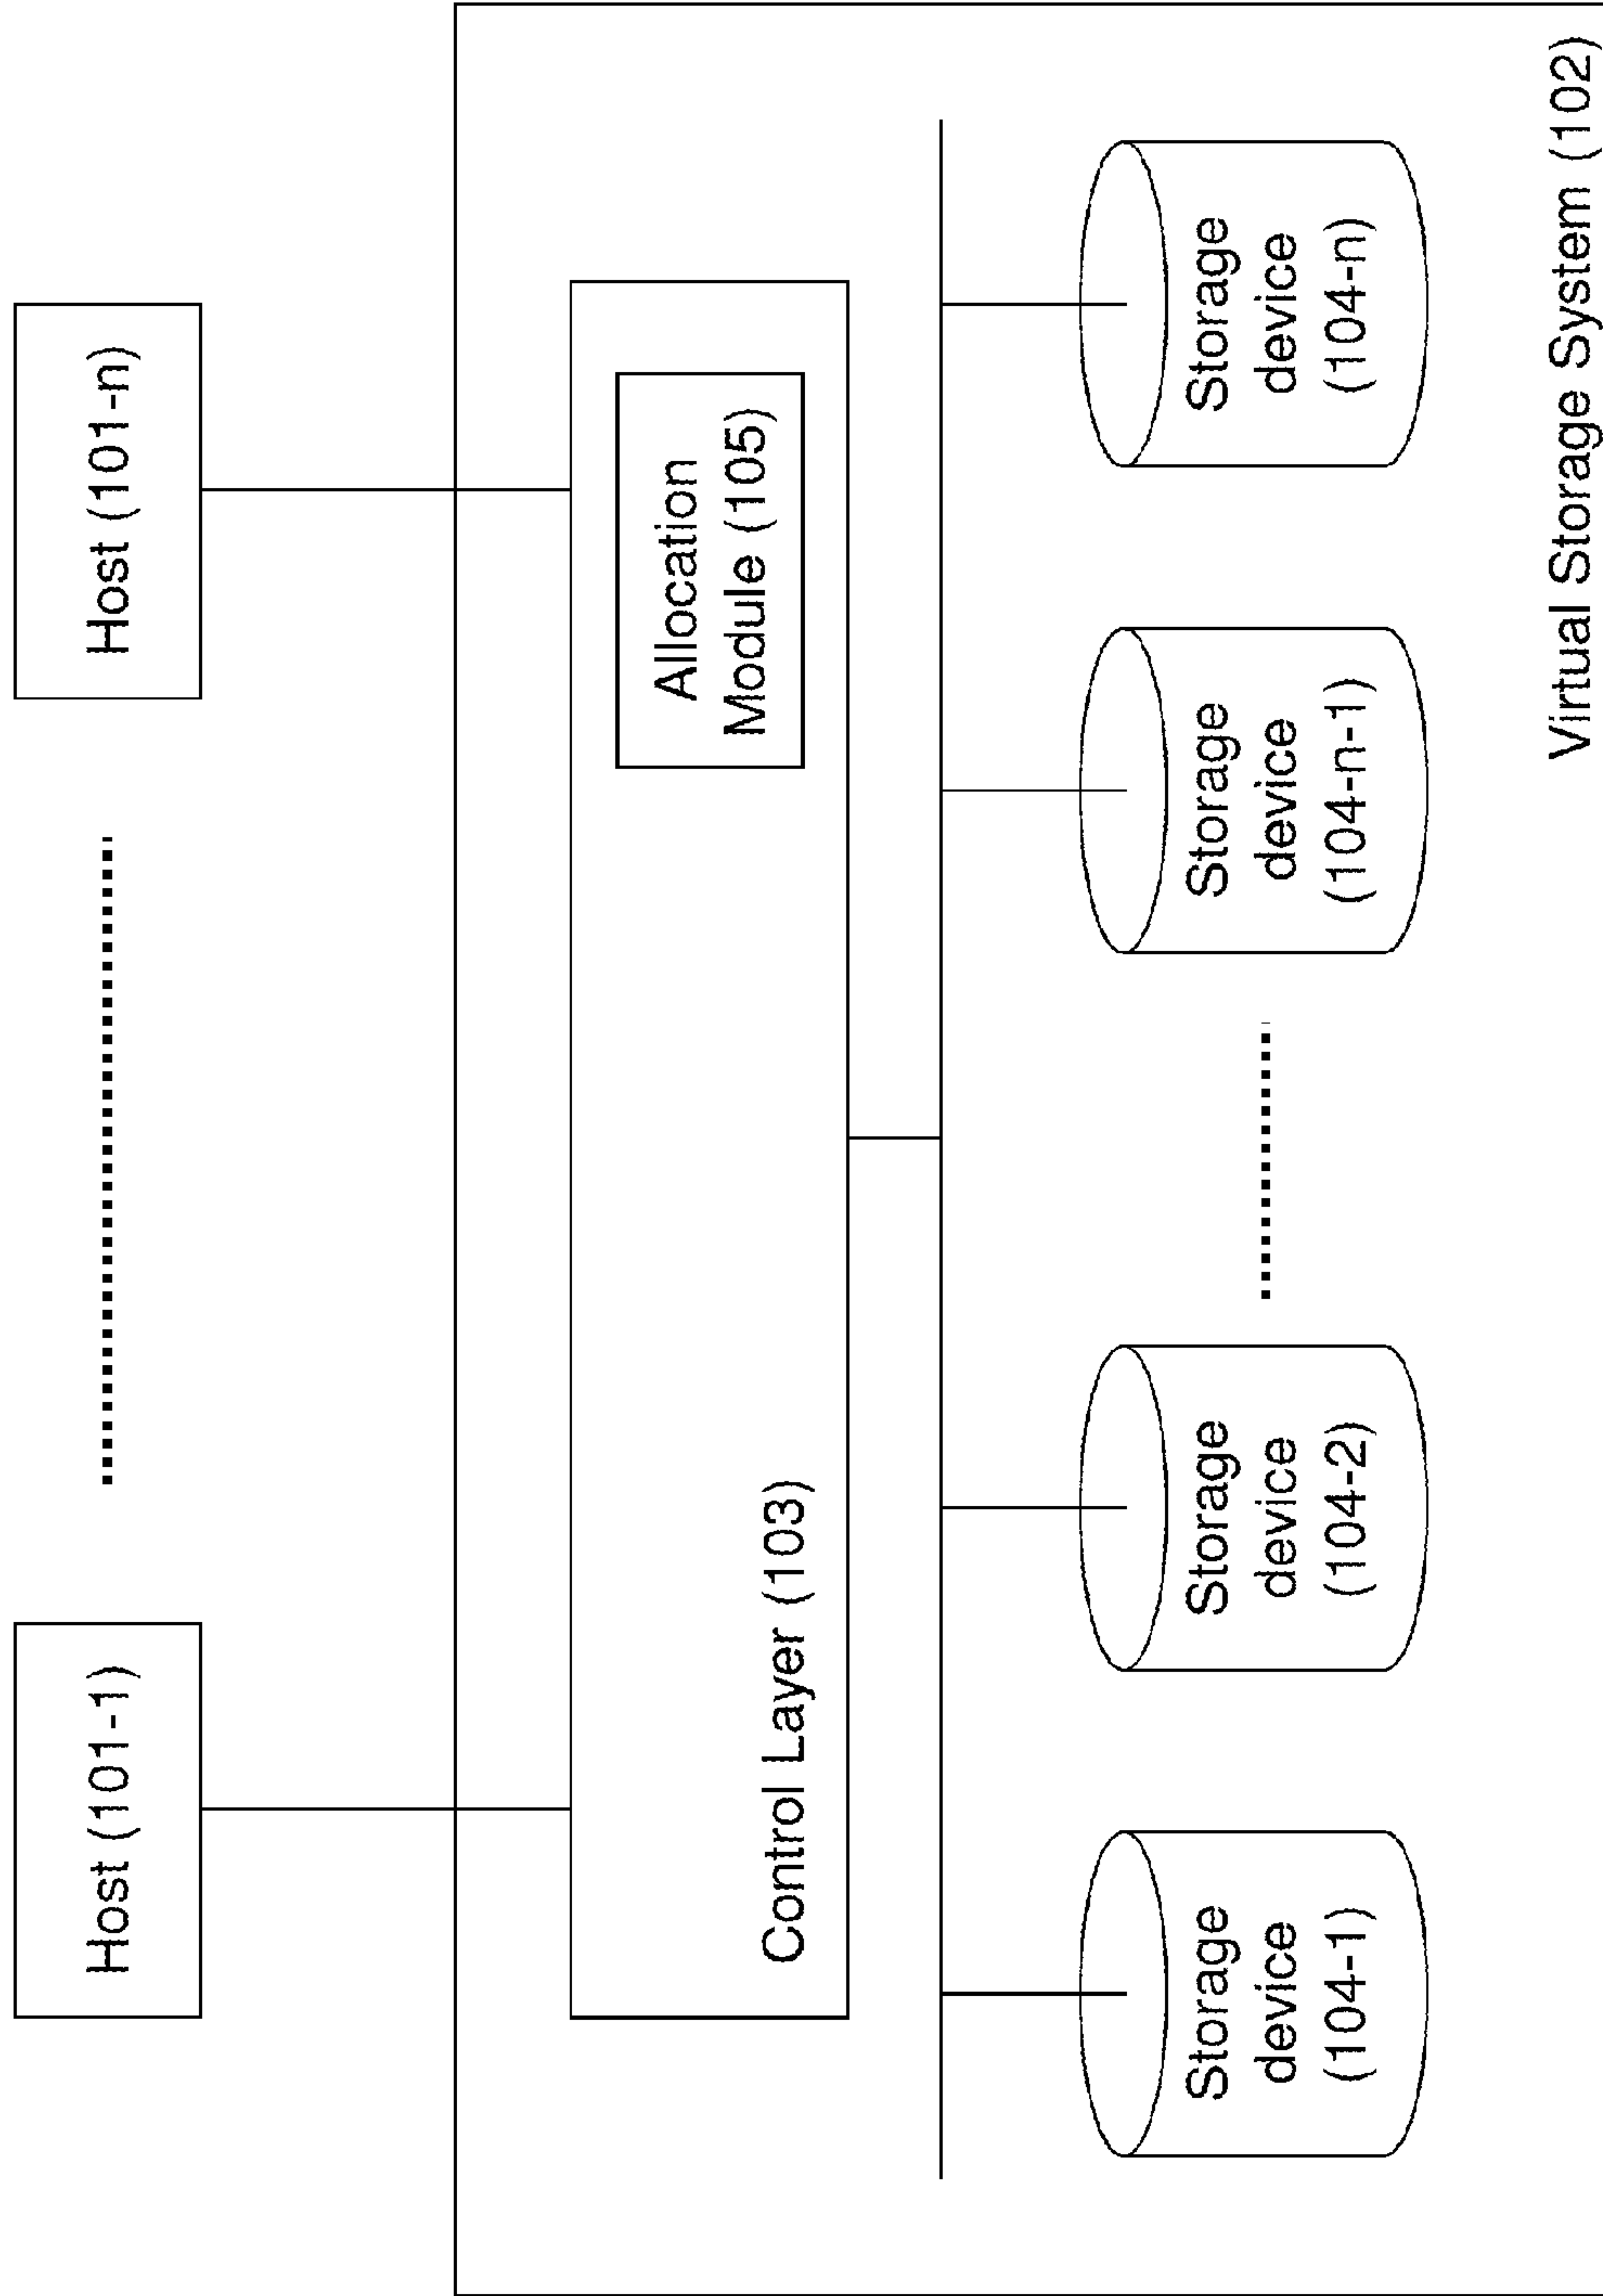 Host (101-1)
Host (101-n)
Allocation
Module (105)
Control Layer (103)
Storage
device
(104-1)
Storage
device
(104-2)
Storage
device
(104-n-1)
Storage
device
(104-n)
Virtual Storage System (102)